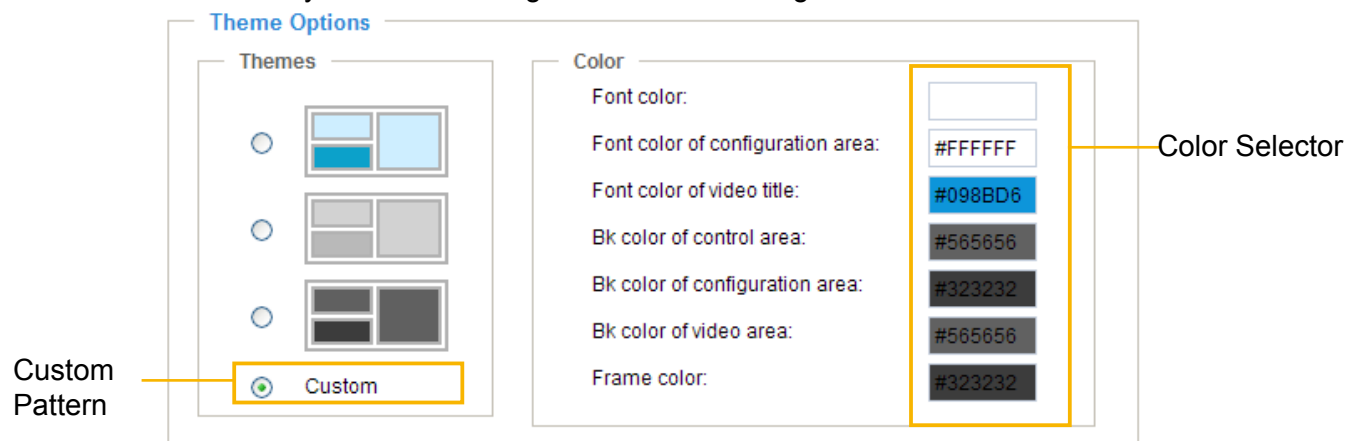 Theme Options
Themes
Custom
Color
Font color:
Font color of configuration area: #FFFFFF
Font color of video title: #098BD6
Bk color of control area: #565656
Bk color of configuration area: #323232
Bk color of video area: #565656
Frame color: #323232
Color Selector
Custom
Pattern